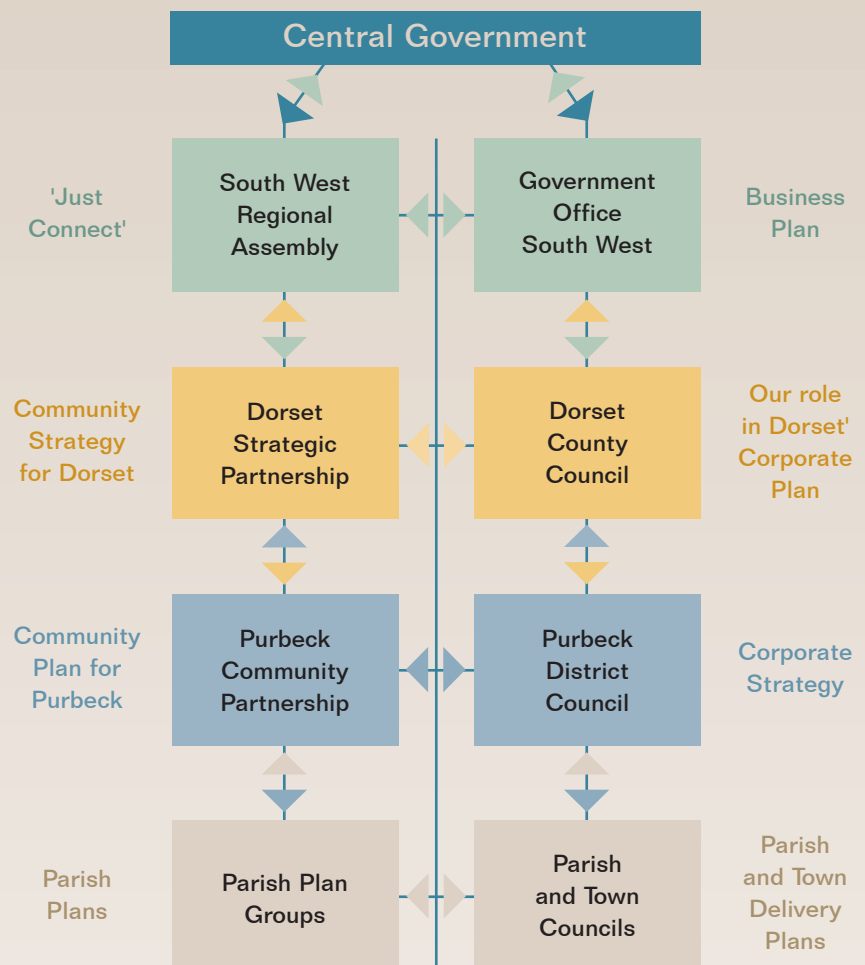 Central Government
'Just
Connect'
South West
Regional
Assembly
Government
Office
South West
Business
Plan
Community
Strategy
for Dorset
Dorset
Strategic
Partnership
Dorset
County
Council
Our role
in Dorset'
Corporate
Plan
Community
Plan for
Purbeck
Purbeck
Community
Partnership
Purbeck
District
Council
Corporate
Strategy
Parish
Plans
Parish Plan
Groups
Parish
and Town
Councils
Parish
and Town
Delivery
Plans